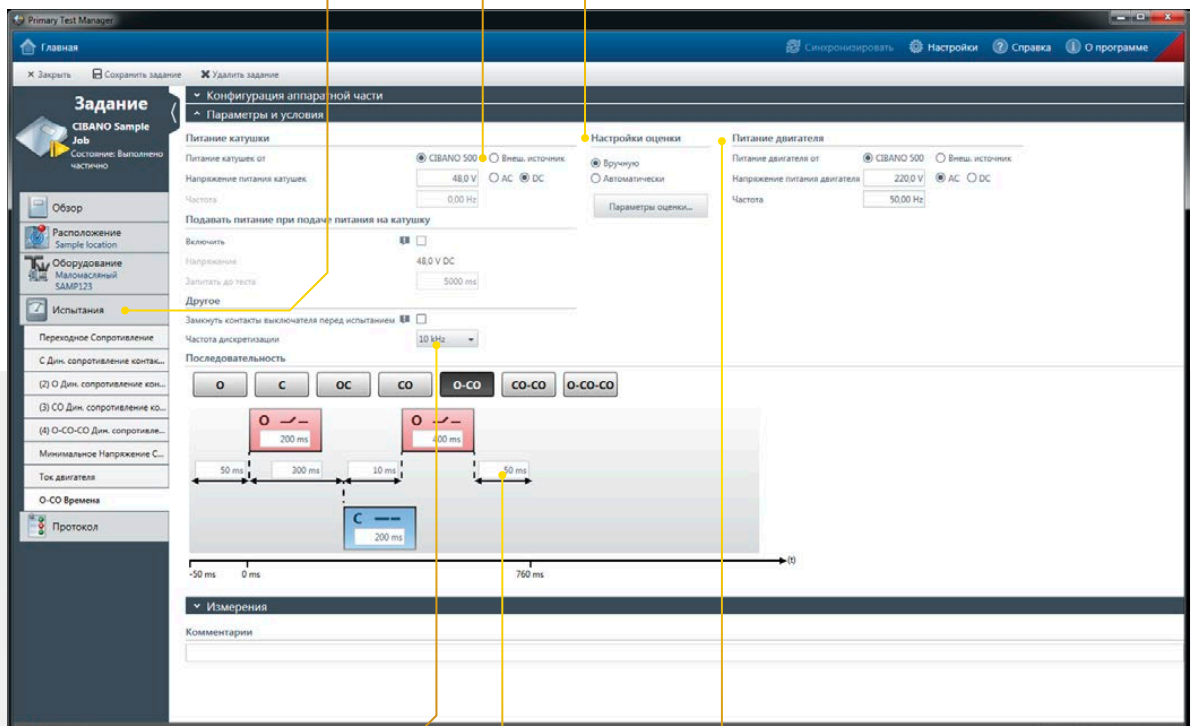 Primary Test Manager
Главная
Синхронизировать
Настройки
Справка
О программе
Закрыть
Сохранить задание
Удалить задание
Задание
CIBANO Sample Job
Состояние: Выполнено частично
Обзор
Расположение
Sample location
Оборудование
Маломасляный
SAMP123
Испытания
Переходное Сопротивление
С Дин. сопротивление контак...
(2) О Дин. сопротивление кон...
(3) СО Дин. сопротивление ко...
(4) О-СО-СО Дин. сопротивле...
Минимальное Напряжение С...
Ток двигателя
О-СО Времена
Протокол
Конфигурация аппаратной части
Параметры и условия
Питание катушки
Питание катушек от CIBANO 500 Внеш. источник
Напряжение питания катушек 48,0 V AC DC
Частота 0,00 Hz
Подавать питание при подаче питания на катушку
Включить
Напряжение 48,0 V DC
Запитать до теста 5000 ms
Другое
Замкнуть контакты выключателя перед испытанием
Частота дискретизации 10 kHz
Настройки оценки
Вручную
Автоматически
Параметры оценки...
Питание двигателя
Питание двигателя от CIBANO 500 Внеш. источник
Напряжение питания двигателя 220,0 V AC DC
Частота 50,00 Hz
Последовательность
O C OC CO O-CO CO-CO O-CO-CO
O O
200 ms 400 ms
50 ms 300 ms 10 ms 50 ms
C
200 ms
(t)
-50 ms 0 ms 760 ms
Измерения
Комментарии